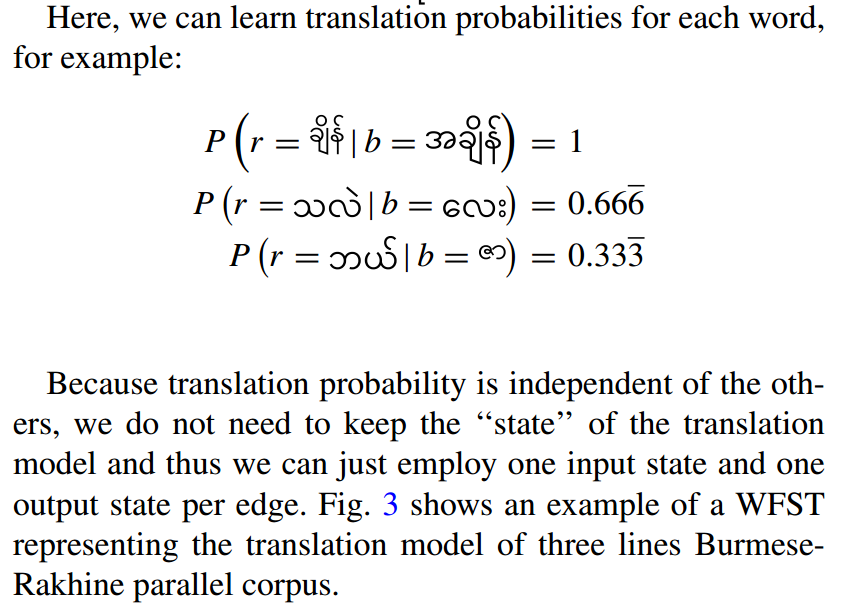 Here, we can learn translation probabilities for each word,
for example:
P (r = ချိန် | b = အချိန်) = 1
P (r = သလဲ | b = လေး) = 0.666̅
P (r = ဘယ် | b = ဇာ) = 0.333̅
Because translation probability is independent of the oth-
ers, we do not need to keep the “state” of the translation
model and thus we can just employ one input state and one
output state per edge. Fig. 3 shows an example of a WFST
representing the translation model of three lines Burmese-
Rakhine parallel corpus.